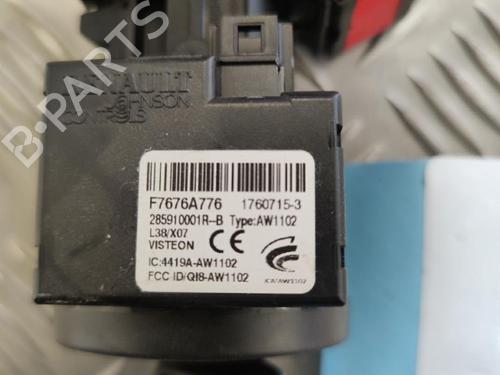 B-PARTS
RENAULT
JOHNSON
CONTROLS
F7676A776 1760715-3
285910001R--B Type:AW1102
L38/X07
VISTEON CE
IC:4419A-AW1102
FCC ID/QI8-AW1102